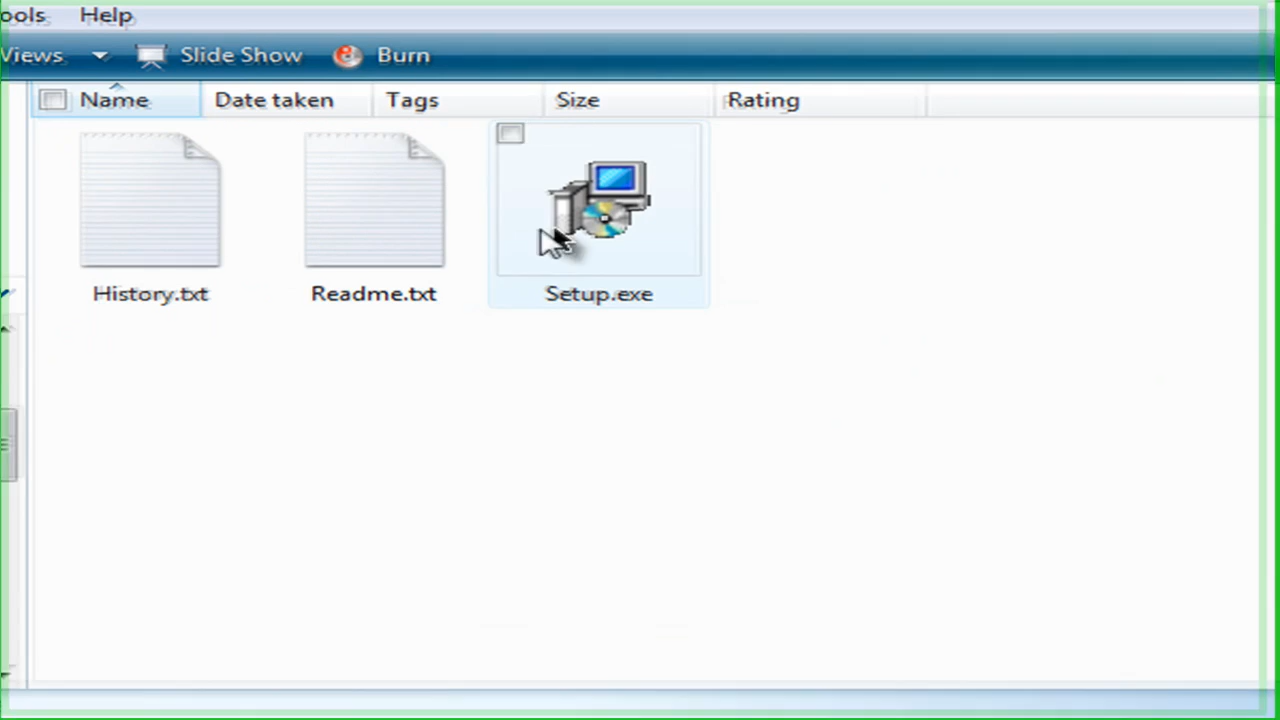 ools Help
Views Slide Show Burn
Name Date taken Tags Size Rating
History.txt Readme.txt Setup.exe